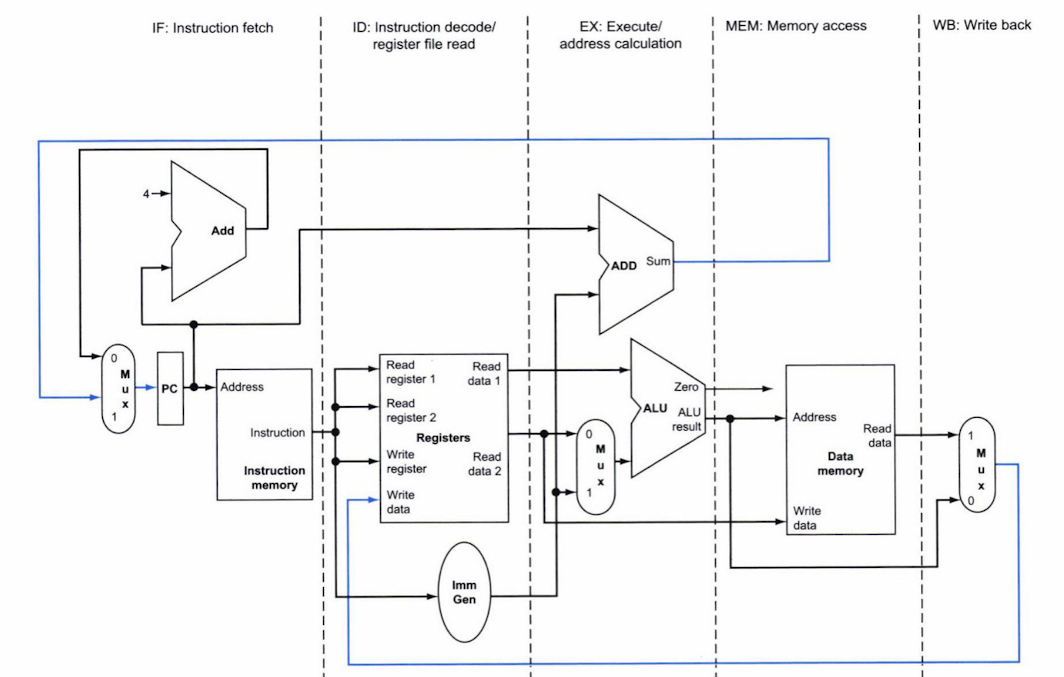 IF: Instruction fetch
ID: Instruction decode/
register file read
EX: Execute/
address calculation
MEM: Memory access
WB: Write back
4
Add
ADD
Sum
0
M
u
x
1
PC
Address
Instruction
Instruction
memory
Read
register 1
Read
register 2
Write
register
Write
data
Registers
Read
data 1
Read
data 2
Imm
Gen
0
M
u
x
1
Zero
ALU
ALU
result
Address
Read
data
Data
memory
Write
data
1
M
u
x
0